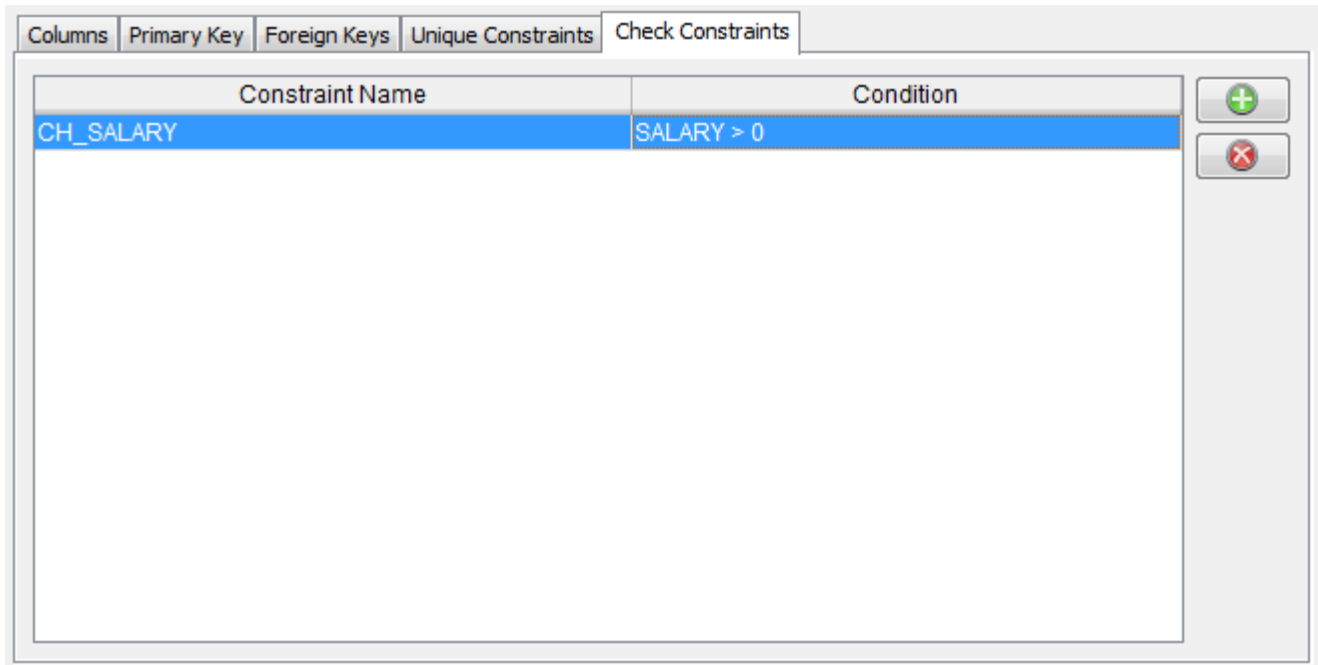 Columns Primary Key Foreign Keys Unique Constraints Check Constraints
Constraint Name Condition
CH_SALARY SALARY > 0